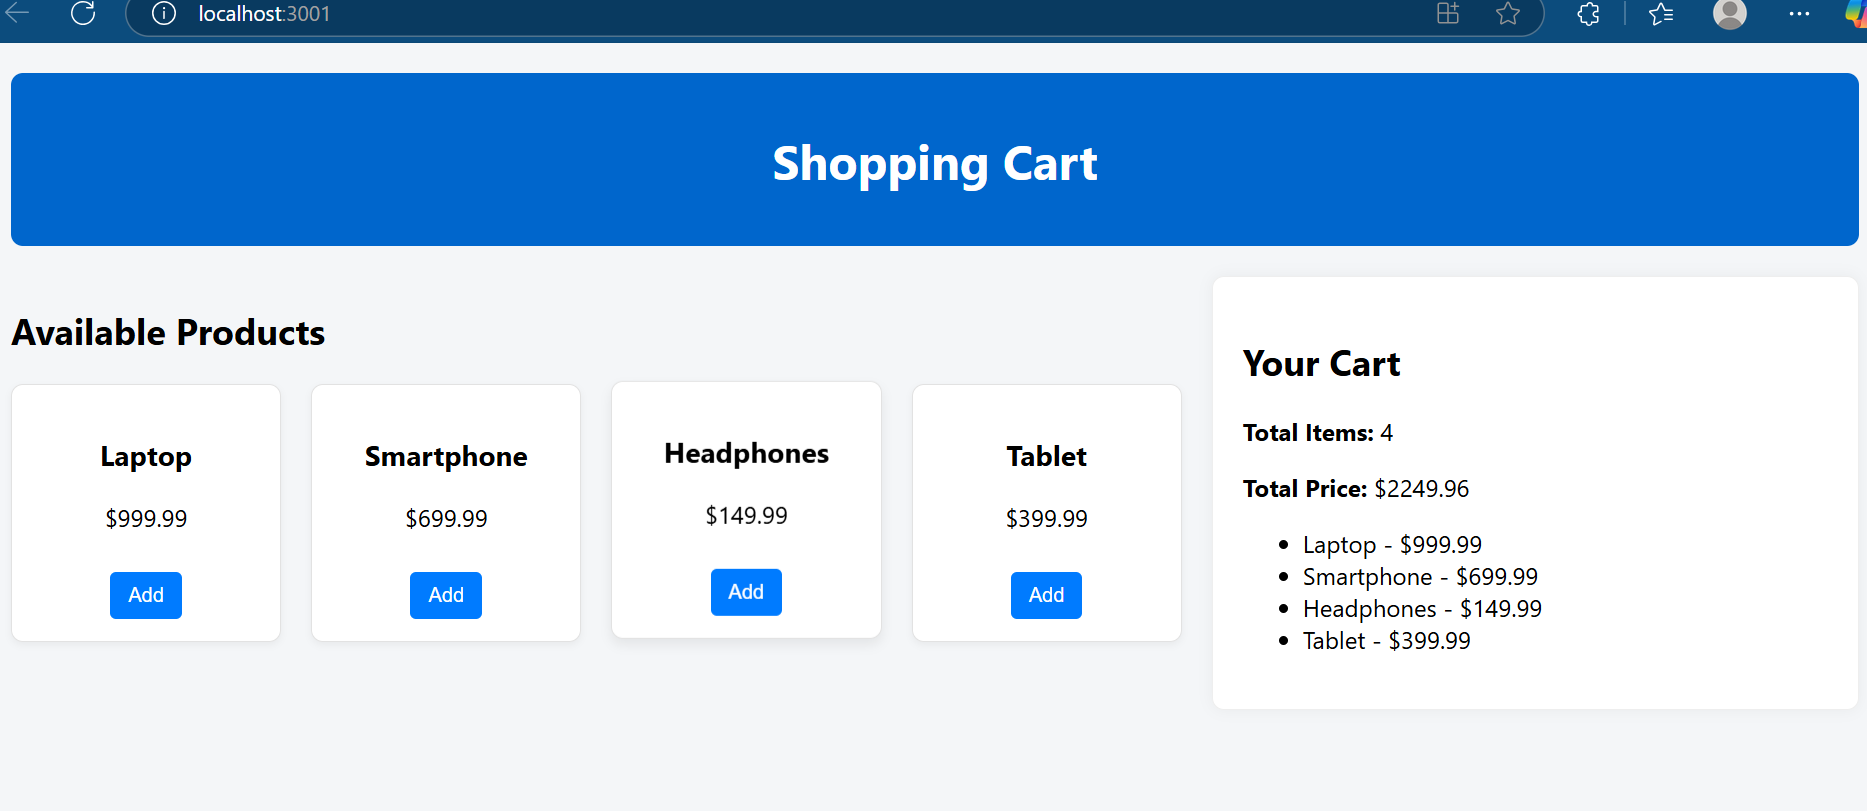 localhost:3001
Shopping Cart
Available Products
Laptop
$999.99
Add
Smartphone
$699.99
Add
Headphones
$149.99
Add
Tablet
$399.99
Add
Your Cart
Total Items: 4
Total Price: $2249.96
Laptop - $999.99
Smartphone - $699.99
Headphones - $149.99
Tablet - $399.99